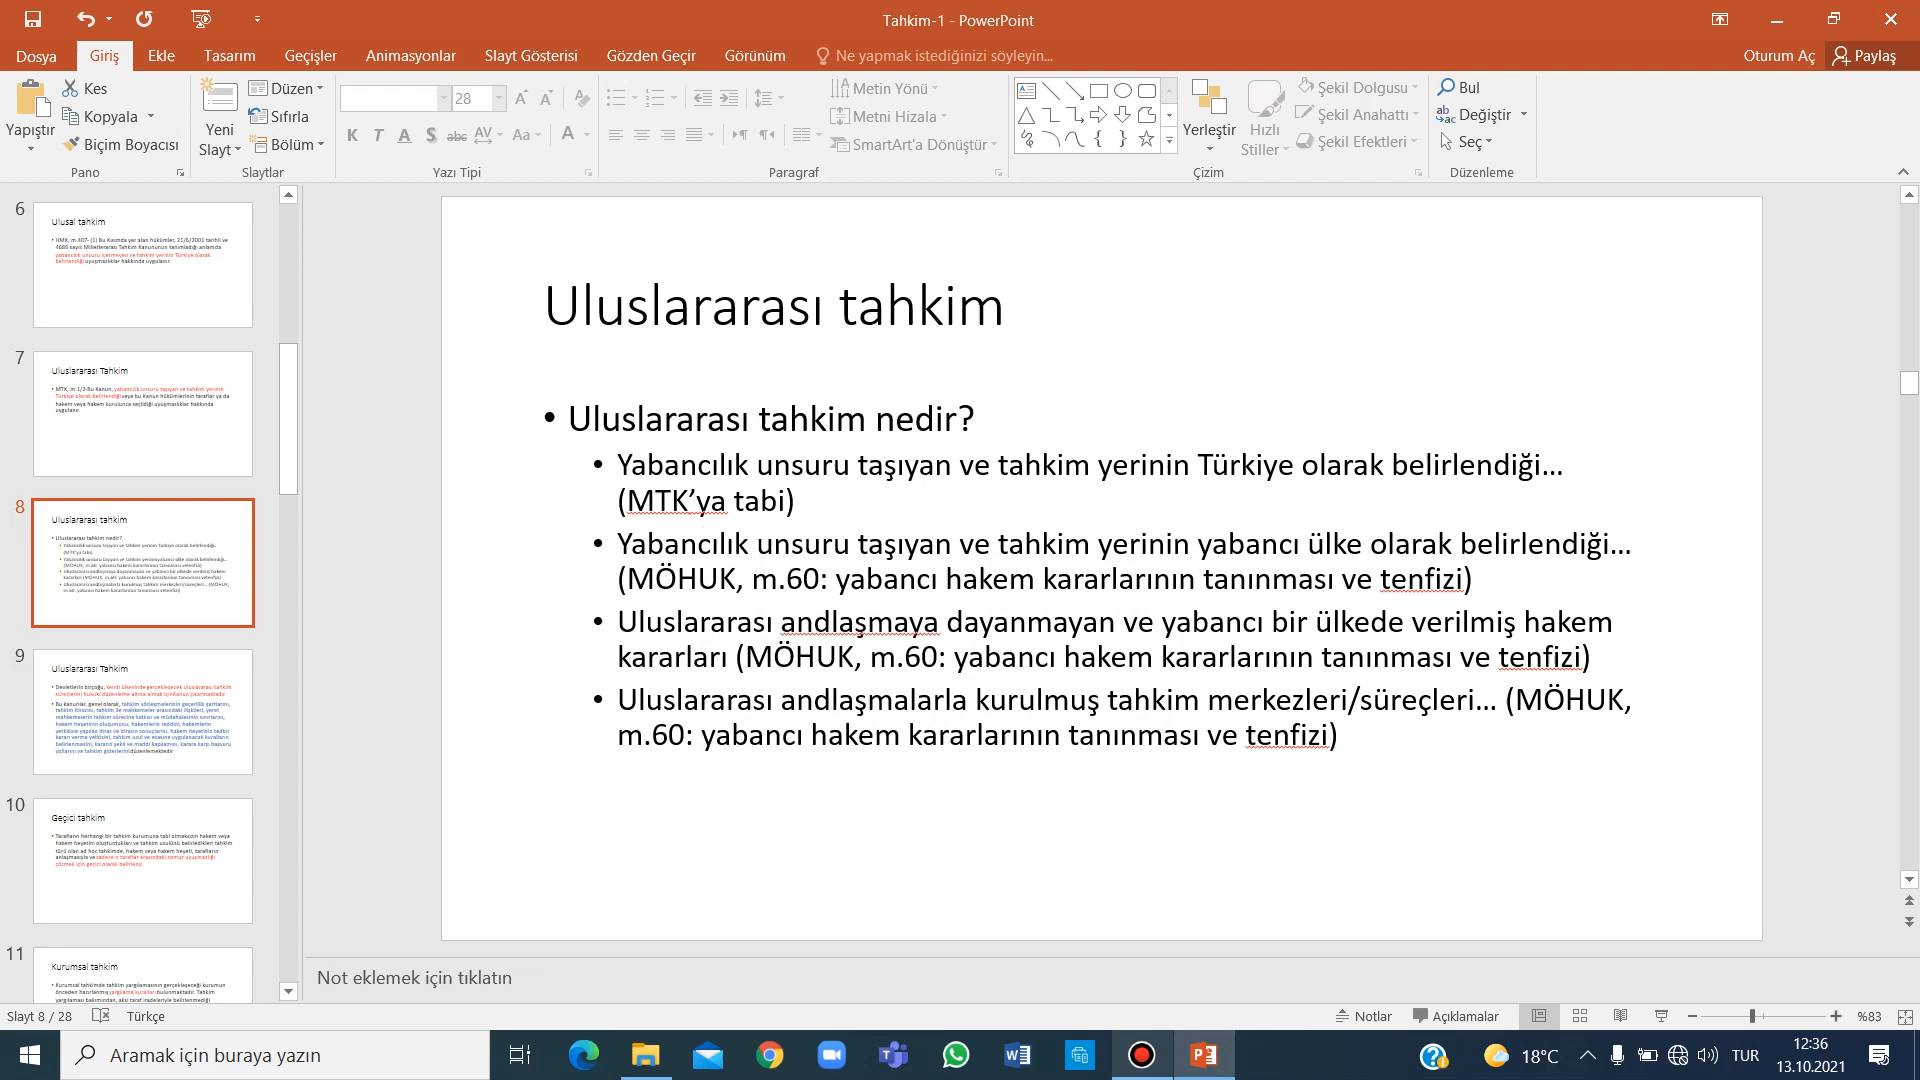 Tahkim-1 - PowerPoint
Dosya Giriş Ekle Tasarım Geçişler Animasyonlar Slayt Gösterisi Gözden Geçir Görünüm Ne yapmak istediğinizi söyleyin... Oturum Aç Paylaş
Yapıştır
Kes
Kopyala
Biçim Boyacısı
Pano
Yeni
Slayt
Düzen
Sıfırla
Bölüm
Slaytlar
28
K T A S abc AV Aa A
Yazı Tipi
Metin Yönü
Metni Hizala
SmartArt'a Dönüştür
Paragraf
Yerleştir
Hızlı
Stiller
Şekil Dolgusu
Şekil Anahattı
Şekil Efektleri
Çizim
Bul
Değiştir
Seç
Düzenleme
6
Ulusal tahkim
• HMK, m.407- (1) Bu Kısımda yer alan hükümler, 21/6/2001 tarihli ve
4686 sayılı Milletlerarası Tahkim Kanununun tanımladığı anlamda
yabancılık unsuru içermeyen ve tahkim yerinin Türkiye olarak
belirlendiği uyuşmazlıklar hakkında uygulanır.
7
Uluslararası Tahkim
• MTK, m.1/2-Bu Kanun, yabancılık unsuru taşıyan ve tahkim yerinin
Türkiye olarak belirlendiği veya bu Kanun hükümlerinin taraflar ya da
hakem veya hakem kurulunca seçildiği uyuşmazlıklar hakkında
uygulanır.
8
Uluslararası tahkim
• Uluslararası tahkim nedir?
• Yabancılık unsuru taşıyan ve tahkim yerinin Türkiye olarak belirlendiği...
(MTK'ya tabi)
• Yabancılık unsuru taşıyan ve tahkim yerinin yabancı ülke olarak belirlendiği...
(MÖHUK, m.60: yabancı hakem kararlarının tanınması ve tenfizi)
• Uluslararası andlaşmaya dayanmayan ve yabancı bir ülkede verilmiş hakem
kararları (MÖHUK, m.60: yabancı hakem kararlarının tanınması ve tenfizi)
• Uluslararası andlaşmalarla kurulmuş tahkim merkezleri/süreçleri... (MÖHUK,
m.60: yabancı hakem kararlarının tanınması ve tenfizi)
9
Uluslararası Tahkim
• Devletlerin birçoğu, kendi ülkesinde gerçekleşecek uluslararası tahkim
süreçlerini hukuki düzenleme altına almak için Kanun çıkarmaktadır.
• Bu kanunlar, genel olarak, tahkim sözleşmelerinin geçerlilik şartlarını,
tahkim itirazını, tahkim ile mahkemeler arasındaki ilişkileri, yerel
mahkemelerin tahkim sürecine katkısı ve müdahalesinin sınırlarını,
hakem heyetinin oluşumunu, hakemlerin reddini, hakemlerin
yetkisine yapılan itiraz ve itirazın sonuçlarını, hakem heyetinin tedbir
kararı verme yetkisini, tahkim usul ve esasına uygulanacak kuralların
belirlenmesini, kararın şekli ve maddi kapsamını, karara karşı başvuru
yollarını ve tahkim giderlerini düzenlemektedir
10
Geçici tahkim
• Tarafların herhangi bir tahkim kurumuna tabi olmaksızın hakem veya
hakem heyetini oluşturdukları ve tahkim usulünü belirledikleri tahkim
türü olan ad hoc tahkimde, hakem veya hakem heyeti, tarafların
anlaşmasıyla ve sadece o taraflar arasındaki somut uyuşmazlığı
çözmek için geçici olarak belirlenir.
11
Kurumsal tahkim
• Kurumsal tahkimde tahkim yargılamasının gerçekleşeceği kurumun
önceden hazırlanmış yargılama kuralları bulunmaktadır. Tahkim
yargılaması bakımından, aksi taraf iradeleriyle belirlenmediği
Uluslararası tahkim
• Uluslararası tahkim nedir?
• Yabancılık unsuru taşıyan ve tahkim yerinin Türkiye olarak belirlendiği...
(MTK'ya tabi)
• Yabancılık unsuru taşıyan ve tahkim yerinin yabancı ülke olarak belirlendiği...
(MÖHUK, m.60: yabancı hakem kararlarının tanınması ve tenfizi)
• Uluslararası andlaşmaya dayanmayan ve yabancı bir ülkede verilmiş hakem
kararları (MÖHUK, m.60: yabancı hakem kararlarının tanınması ve tenfizi)
• Uluslararası andlaşmalarla kurulmuş tahkim merkezleri/süreçleri... (MÖHUK,
m.60: yabancı hakem kararlarının tanınması ve tenfizi)
Not eklemek için tıklatın
Slayt 8 / 28 Türkçe Notlar Açıklamalar %83
Aramak için buraya yazın
18°C
TUR
12:36
13.10.2021